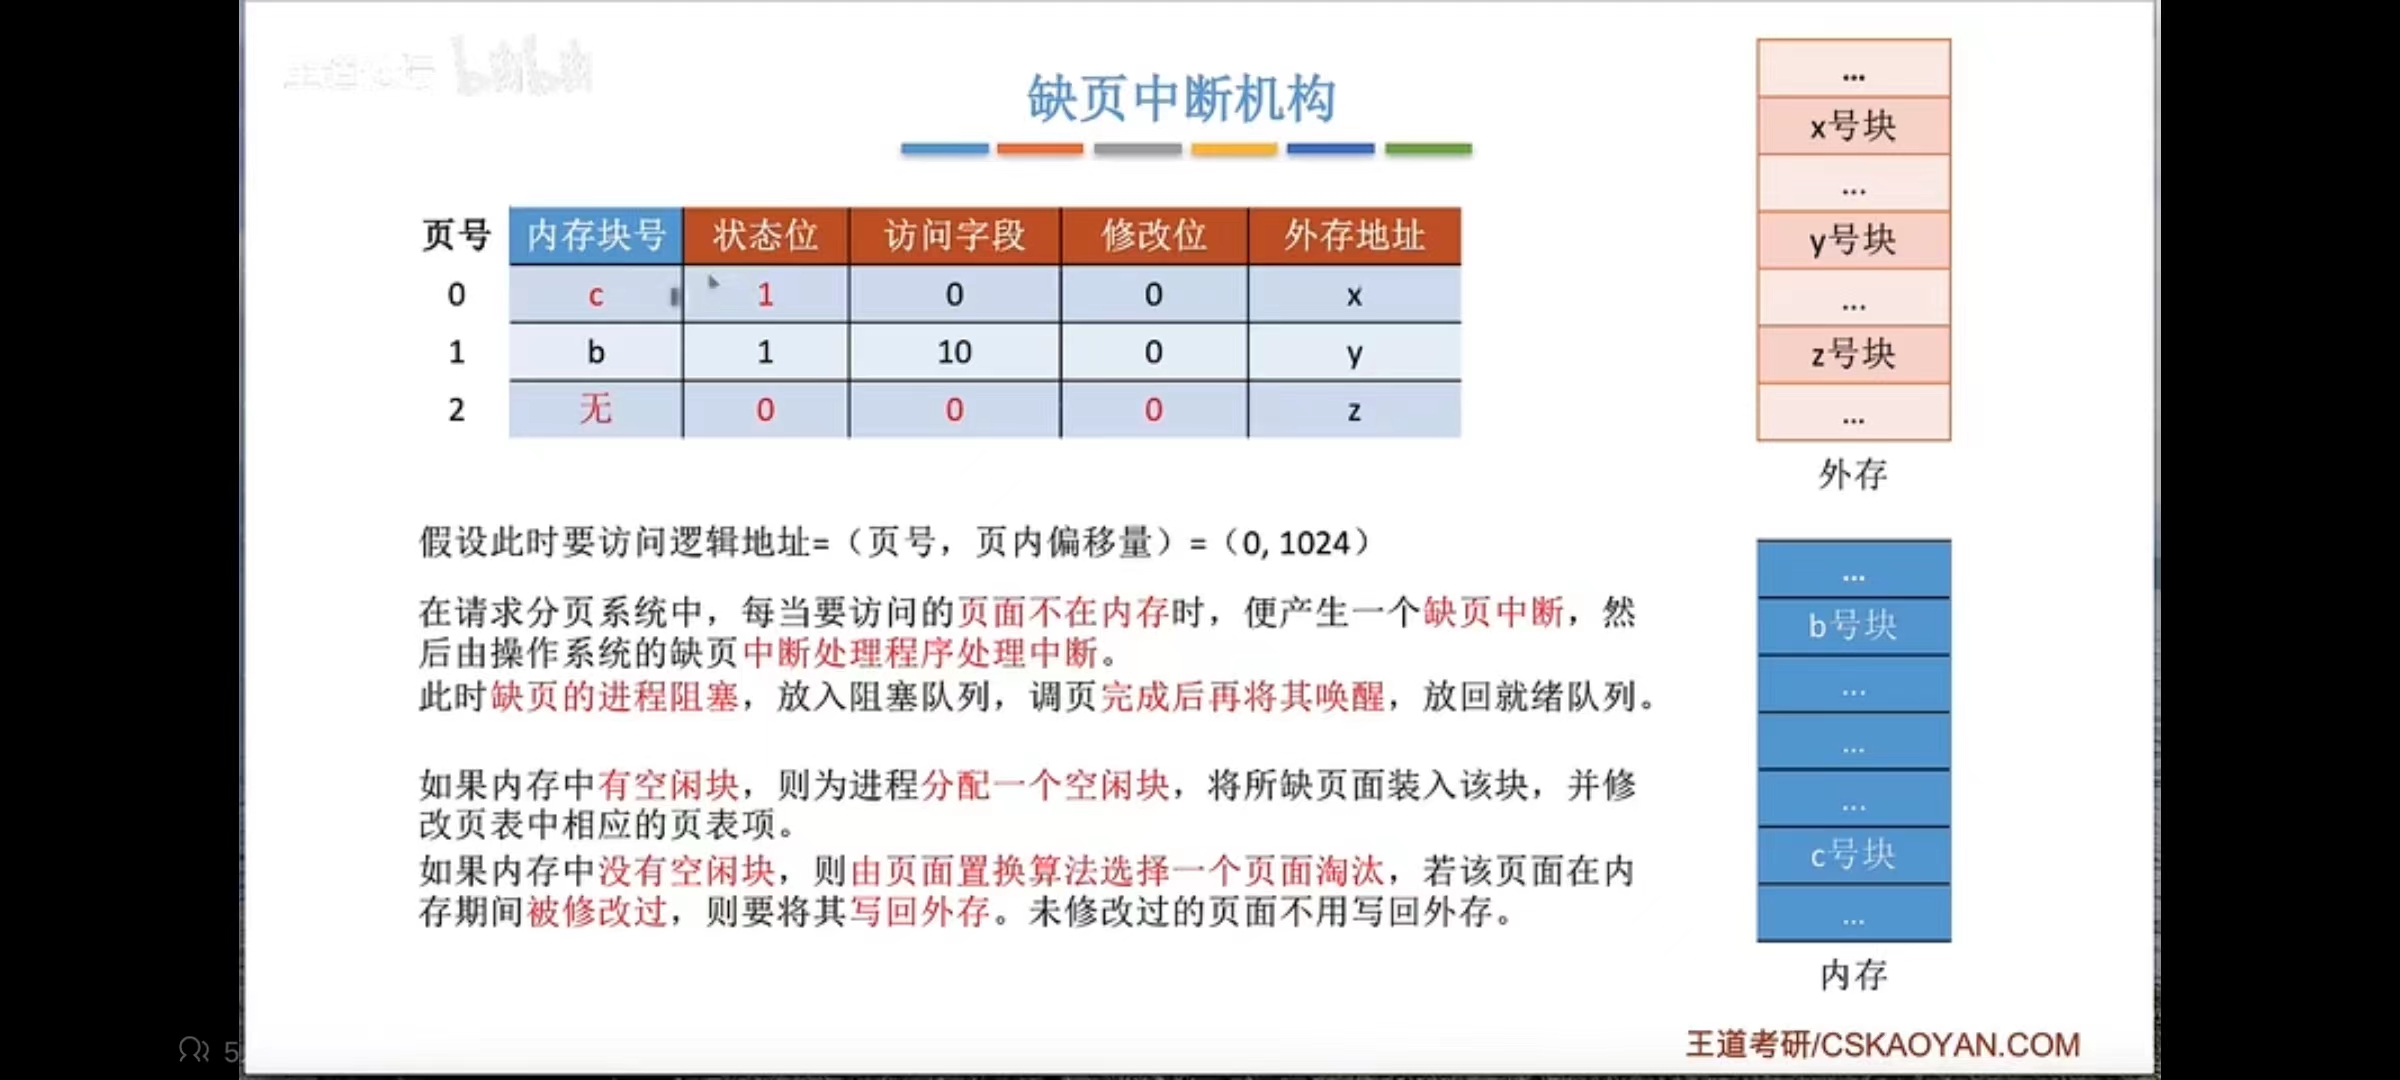 缺页中断机构
页号 内存块号 状态位 访问字段 修改位 外存地址
0 c 1 0 0 x
1 b 1 10 0 y
2 无 0 0 0 z
假设此时要访问逻辑地址=（页号，页内偏移量）=（0, 1024）
在请求分页系统中，每当要访问的页面不在内存时，便产生一个缺页中断，然
后由操作系统的缺页中断处理程序处理中断。
此时缺页的进程阻塞，放入阻塞队列，调页完成后再将其唤醒，放回就绪队列。
如果内存中有空闲块，则为进程分配一个空闲块，将所缺页面装入该块，并修
改页表中相应的页表项。
如果内存中没有空闲块，则由页面置换算法选择一个页面淘汰，若该页面在内
存期间被修改过，则要将其写回外存。未修改过的页面不用写回外存。
...
x号块
...
y号块
...
z号块
...
外存
...
b号块
...
...
...
c号块
...
内存
王道考研/CSKAOYAN.COM
5